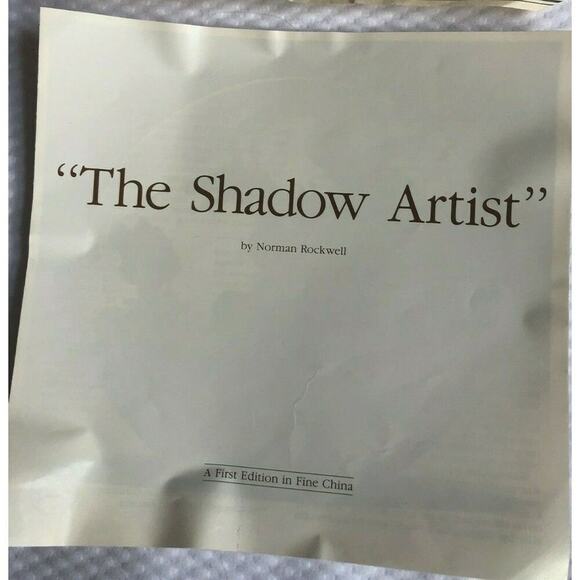 “The Shadow Artist”
by Norman Rockwell
A First Edition in Fine China